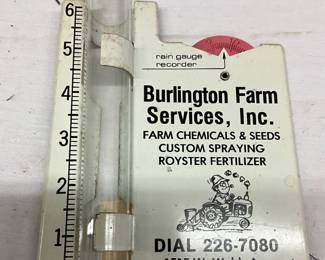 6
5
4
3
2
1
rain gauge
recorder
Burlington Farm
Services, Inc.
FARM CHEMICALS & SEEDS
CUSTOM SPRAYING
ROYSTER FERTILIZER
DIAL 226-7080